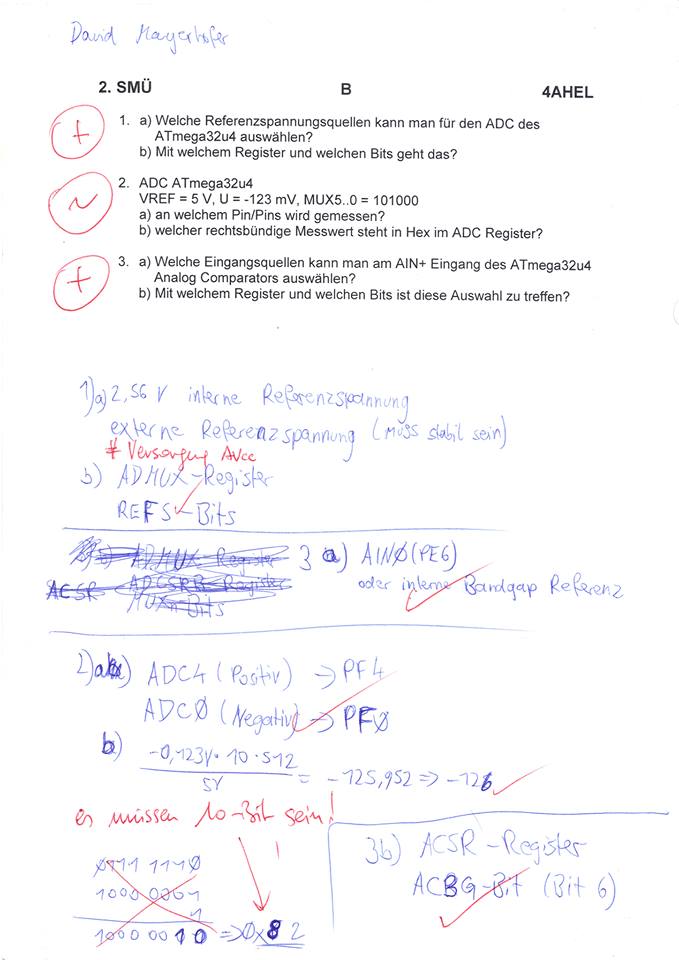 David Mayerhofer
2. SMÜ B 4AHEL
+ 1. a) Welche Referenzspannungsquellen kann man für den ADC des
ATmega32u4 auswählen?
b) Mit welchem Register und welchen Bits geht das?
~ 2. ADC ATmega32u4
VREF = 5 V, U = -123 mV, MUX5..0 = 101000
a) an welchem Pin/Pins wird gemessen?
b) welcher rechtsbündige Messwert steht in Hex im ADC Register?
+ 3. a) Welche Eingangsquellen kann man am AIN+ Eingang des ATmega32u4
Analog Comparators auswählen?
b) Mit welchem Register und welchen Bits ist diese Auswahl zu treffen?
1) a) 2,56 V interne Referenzspannung
externe Referenzspannung (muss stabil sein)
# Versorgung AVcc
b) ADMUX-Register
REFS-Bits
ADMUX Register
ACSR ADCSRB Register
MUXn-Bits
3 a) AIN0 (PE6)
oder interne Bandgap Referenz
2) a) ADC4 (Positiv) → PF4
ADC0 (Negativ) → PF0
b) -0,123V · 10 · 512
5V
= -125,952 => -126
es müssen 10-Bit sein!
0111 1110
1000 0001
1
1000 0010 => 0x82
3b) ACSR-Register
ACBG-Bit (Bit 6)